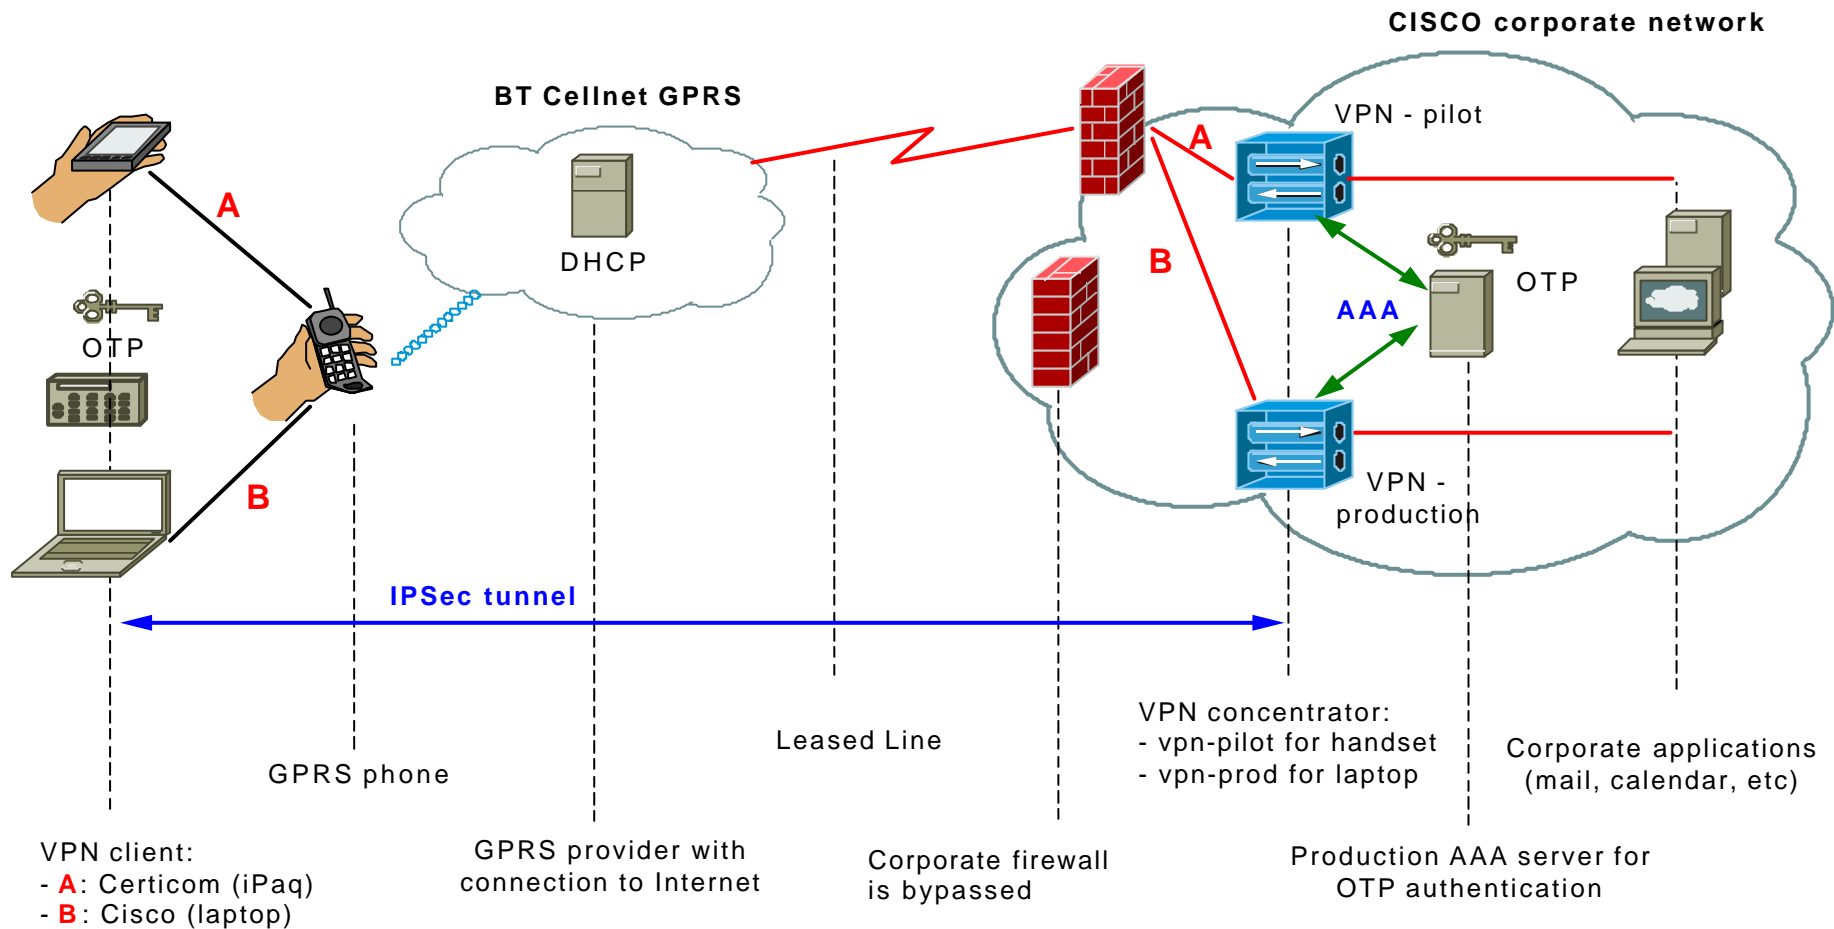 CISCO corporate network
BT Cellnet GPRS
VPN - pilot
A
A
DHCP
B
OTP
AAA
OTP
B
VPN -
production
IPSec tunnel
VPN concentrator:
- vpn-pilot for handset
- vpn-prod for laptop
Leased Line
Corporate applications
(mail, calendar, etc)
GPRS phone
VPN client:
- A: Certicom (iPaq)
- B: Cisco (laptop)
GPRS provider with
connection to Internet
Corporate firewall
is bypassed
Production AAA server for
OTP authentication